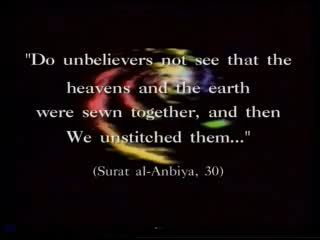 "Do unbelievers not see that the
heavens and the earth
were sewn together, and then
We unstitched them..."
(Surat al-Anbiya, 30)